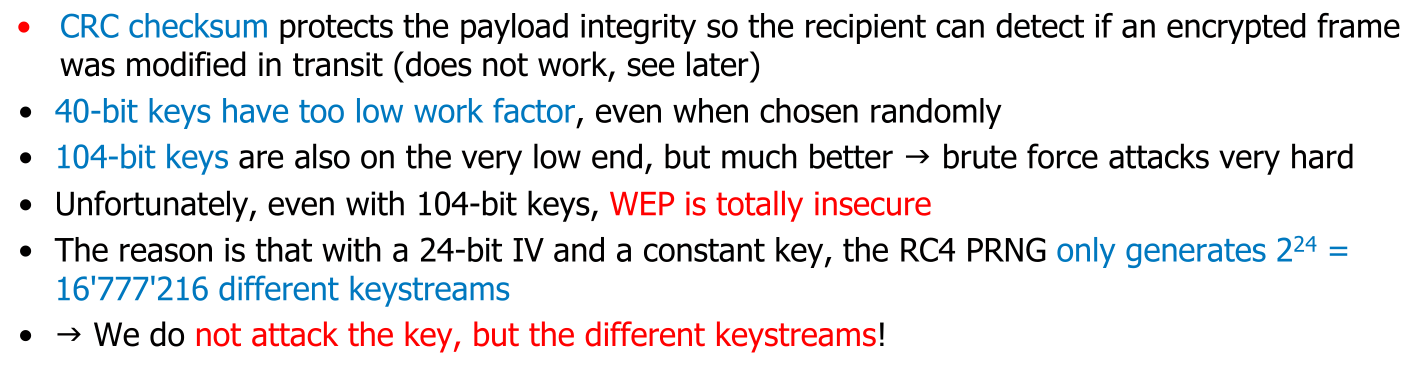 • CRC checksum protects the payload integrity so the recipient can detect if an encrypted frame
was modified in transit (does not work, see later)
• 40-bit keys have too low work factor, even when chosen randomly
• 104-bit keys are also on the very low end, but much better → brute force attacks very hard
• Unfortunately, even with 104-bit keys, WEP is totally insecure
• The reason is that with a 24-bit IV and a constant key, the RC4 PRNG only generates 2²⁴ =
16'777'216 different keystreams
• → We do not attack the key, but the different keystreams!